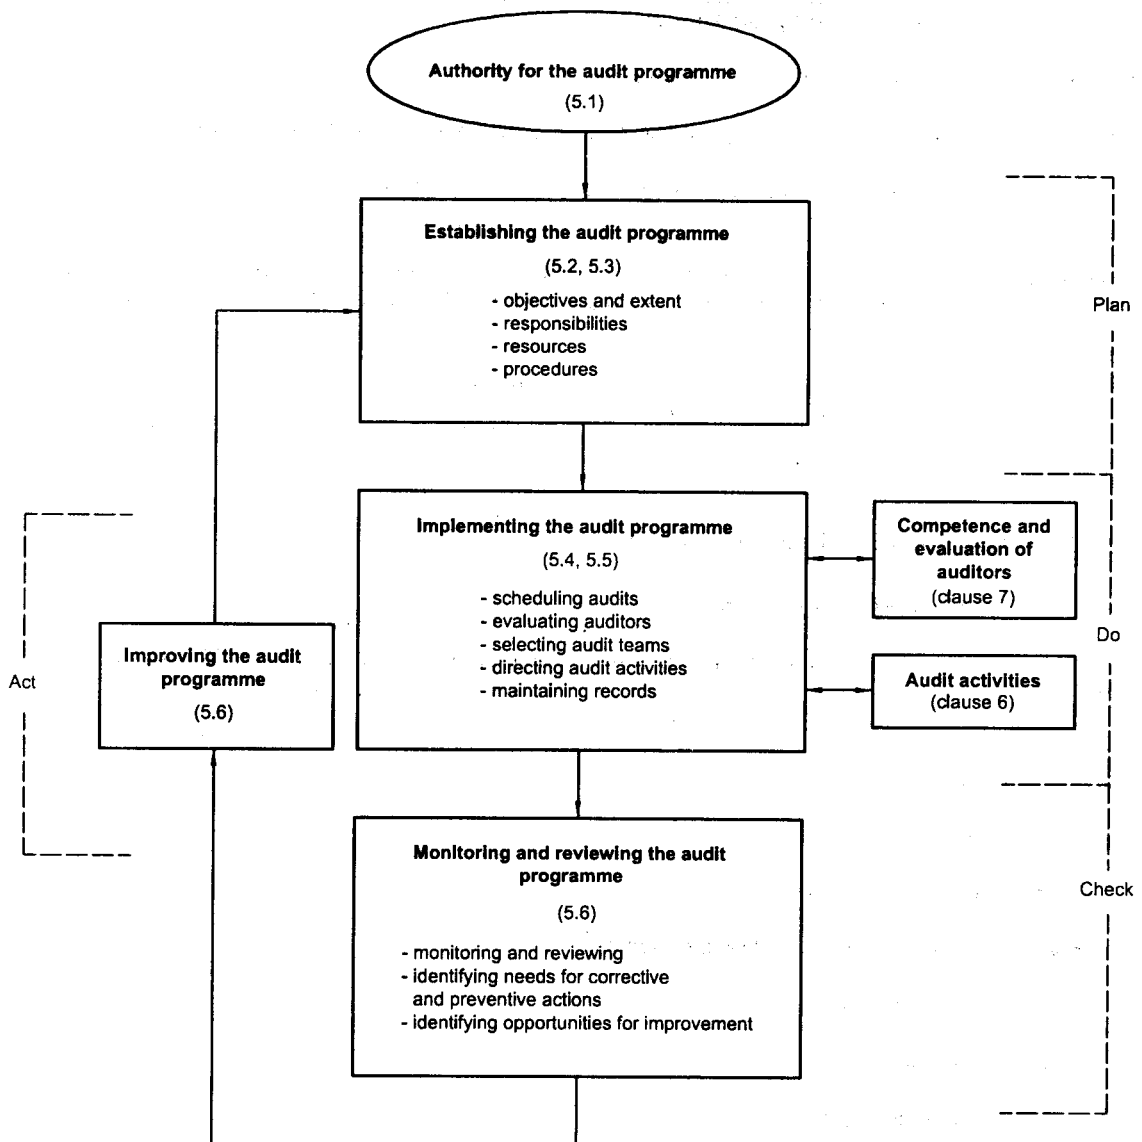 Authority for the audit programme
(5.1)
Establishing the audit programme
(5.2, 5.3)
- objectives and extent
- responsibilities
- resources
- procedures
Plan
Implementing the audit programme
(5.4, 5.5)
- scheduling audits
- evaluating auditors
- selecting audit teams
- directing audit activities
- maintaining records
Competence and
evaluation of
auditors
(clause 7)
Do
Audit activities
(clause 6)
Improving the audit
programme
(5.6)
Act
Monitoring and reviewing the audit
programme
(5.6)
- monitoring and reviewing
- identifying needs for corrective
and preventive actions
- identifying opportunities for improvement
Check